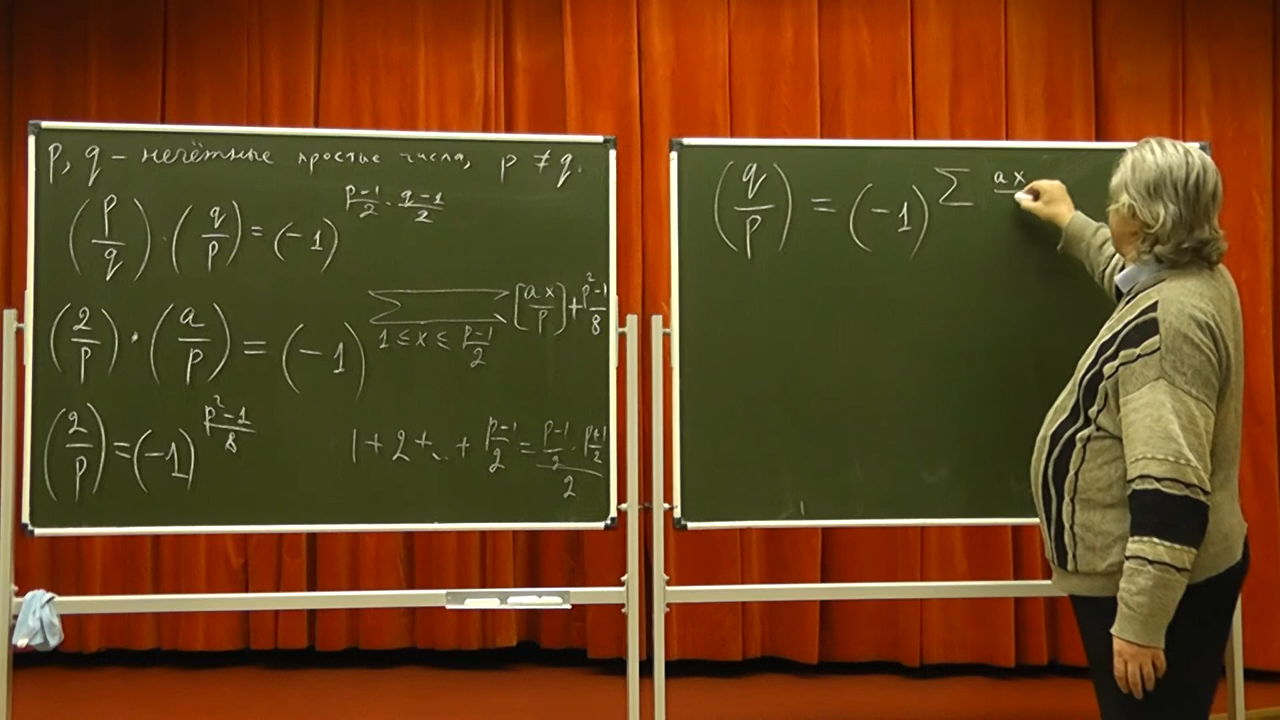 p, q – нечётные простые числа, p ≠ q.
(p/q) · (q/p) = (-1)^((p-1)/2 · (q-1)/2)
(2/p) · (a/p) = (-1)^(∑_{1≤x≤(p-1)/2} [ax/p] + (p²-1)/8)
(2/p) = (-1)^((p²-1)/8)
1+2+..+ (p-1)/2 = ((p-1)/2 · (p+1)/2)/2
(q/p) = (-1)^(∑ ax